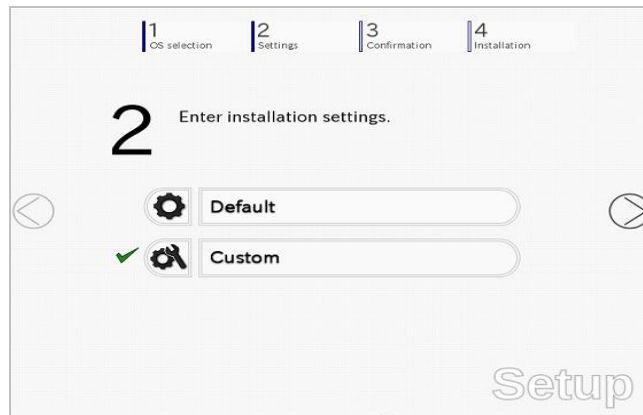 1
OS selection
2
Settings
3
Confirmation
4
Installation
2 Enter installation settings.
Default
Custom
Setup